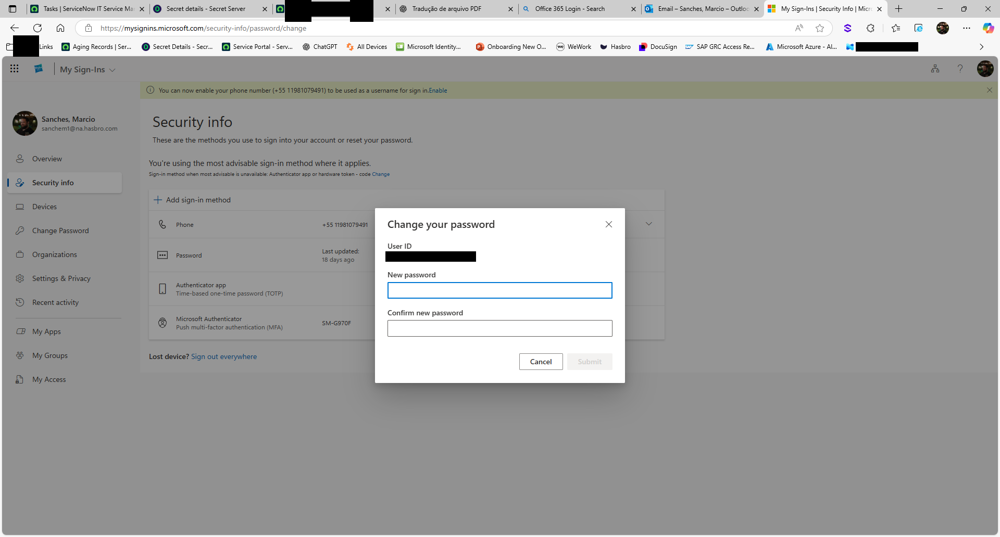 Tasks | ServiceNow IT Service Ma
Secret details - Secret Server
Tradução de arquivo PDF
Office 365 Login - Search
Email – Sanches, Marcio – Outloo
My Sign-Ins | Security Info | Micro
https://mysignins.microsoft.com/security-info/password/change
Links
Aging Records | Ser...
Secret Details - Secr...
Service Portal - Serv...
ChatGPT
All Devices
Microsoft Identity...
Onboarding New O...
WeWork
Hasbro
DocuSign
SAP GRC Access Re...
Microsoft Azure - Al...
My Sign-Ins
You can now enable your phone number (+55 11981079491) to be used as a username for sign in.Enable
Sanches, Marcio
sanchem1@na.hasbro.com
Overview
Security info
Devices
Change Password
Organizations
Settings & Privacy
Recent activity
My Apps
My Groups
My Access
Security info
These are the methods you use to sign into your account or reset your password.
You're using the most advisable sign-in method where it applies.
Sign-in method when most advisable is unavailable: Authenticator app or hardware token - code Change
Add sign-in method
Phone
+55 11981079491
Password
Last updated:
18 days ago
Authenticator app
Time-based one-time password (TOTP)
Microsoft Authenticator
Push multi-factor authentication (MFA)
SM-G970F
Lost device? Sign out everywhere
Change your password
User ID
New password
Confirm new password
Cancel
Submit